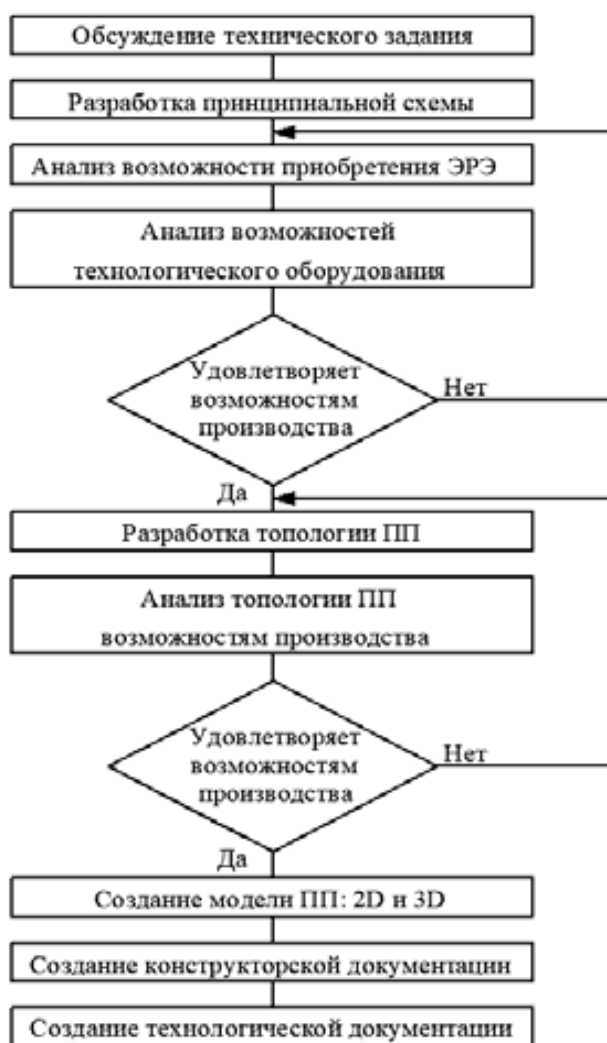 Обсуждение технического задания
Разработка принципиальной схемы
Анализ возможности приобретения ЭРЭ
Анализ возможностей
технологического оборудования
Удовлетворяет
возможностям
производства
Нет
Да
Разработка топологии ПП
Анализ топологии ПП
возможностям производства
Удовлетворяет
возможностям
производства
Нет
Да
Создание модели ПП: 2D и 3D
Создание конструкторской документации
Создание технологической документации